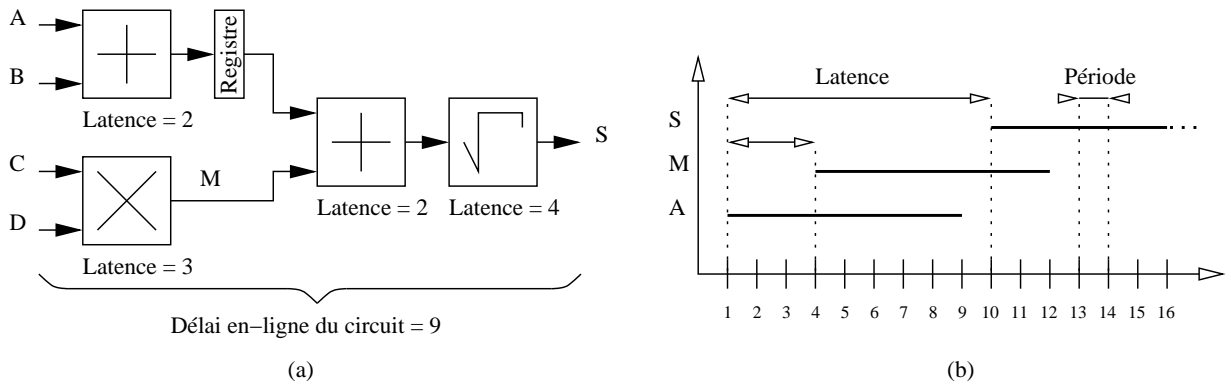 A
B
Latence = 2
Registre
C
D
M
Latence = 3
Latence = 2
Latence = 4
S
Délai en−ligne du circuit = 9
(a)
Latence
Période
S
M
A
1 2 3 4 5 6 7 8 9 10 11 12 13 14 15 16
(b)